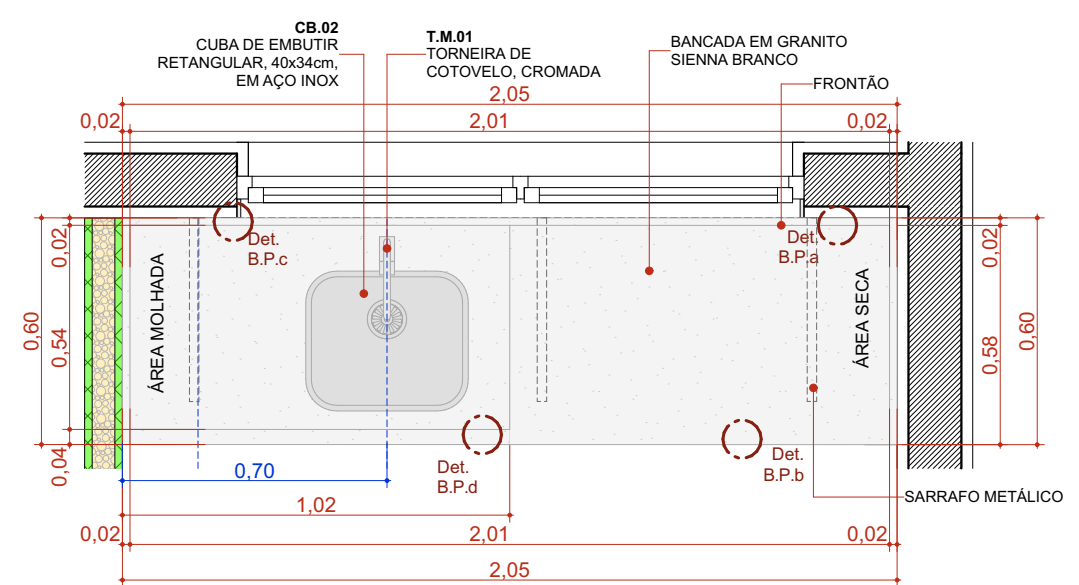 CB.02
CUBA DE EMBUTIR
RETANGULAR, 40x34cm,
EM AÇO INOX
T.M.01
TORNEIRA DE
COTOVELO, CROMADA
BANCADA EM GRANITO
SIENNA BRANCO
FRONTÃO
2,05
0,02
2,01
0,02
0,02
0,60
0,54
0,04
ÁREA MOLHADA
Det.
B.P.c
Det.
B.P.a
ÁREA SECA
0,02
0,58
0,60
Det.
B.P.d
Det.
B.P.b
SARRAFO METÁLICO
0,70
1,02
0,02
2,01
0,02
2,05